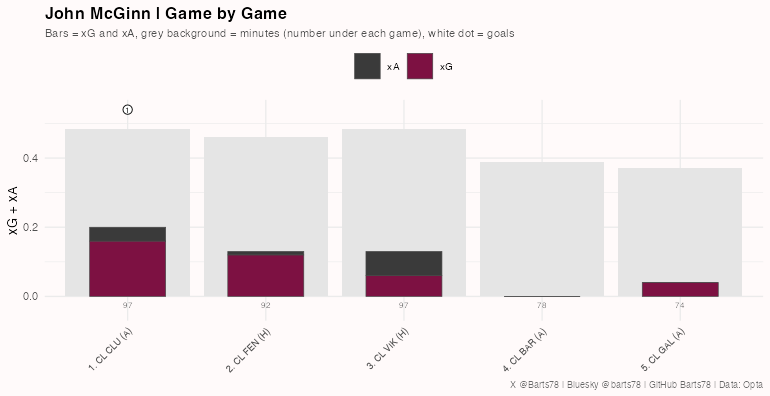 John McGinn | Game by Game
Bars = xG and xA, grey background = minutes (number under each game), white dot = goals
xA xG
1
0.4
0.2
0.0
xG + xA
97 92 97 78 74
1. CL CLU (A) 2. CL FEN (H) 3. CL VIK (H) 4. CL BAR (A) 5. CL GAL (A)
X @Barts78 | Bluesky @barts78 | GitHub Barts78 | Data: Opta